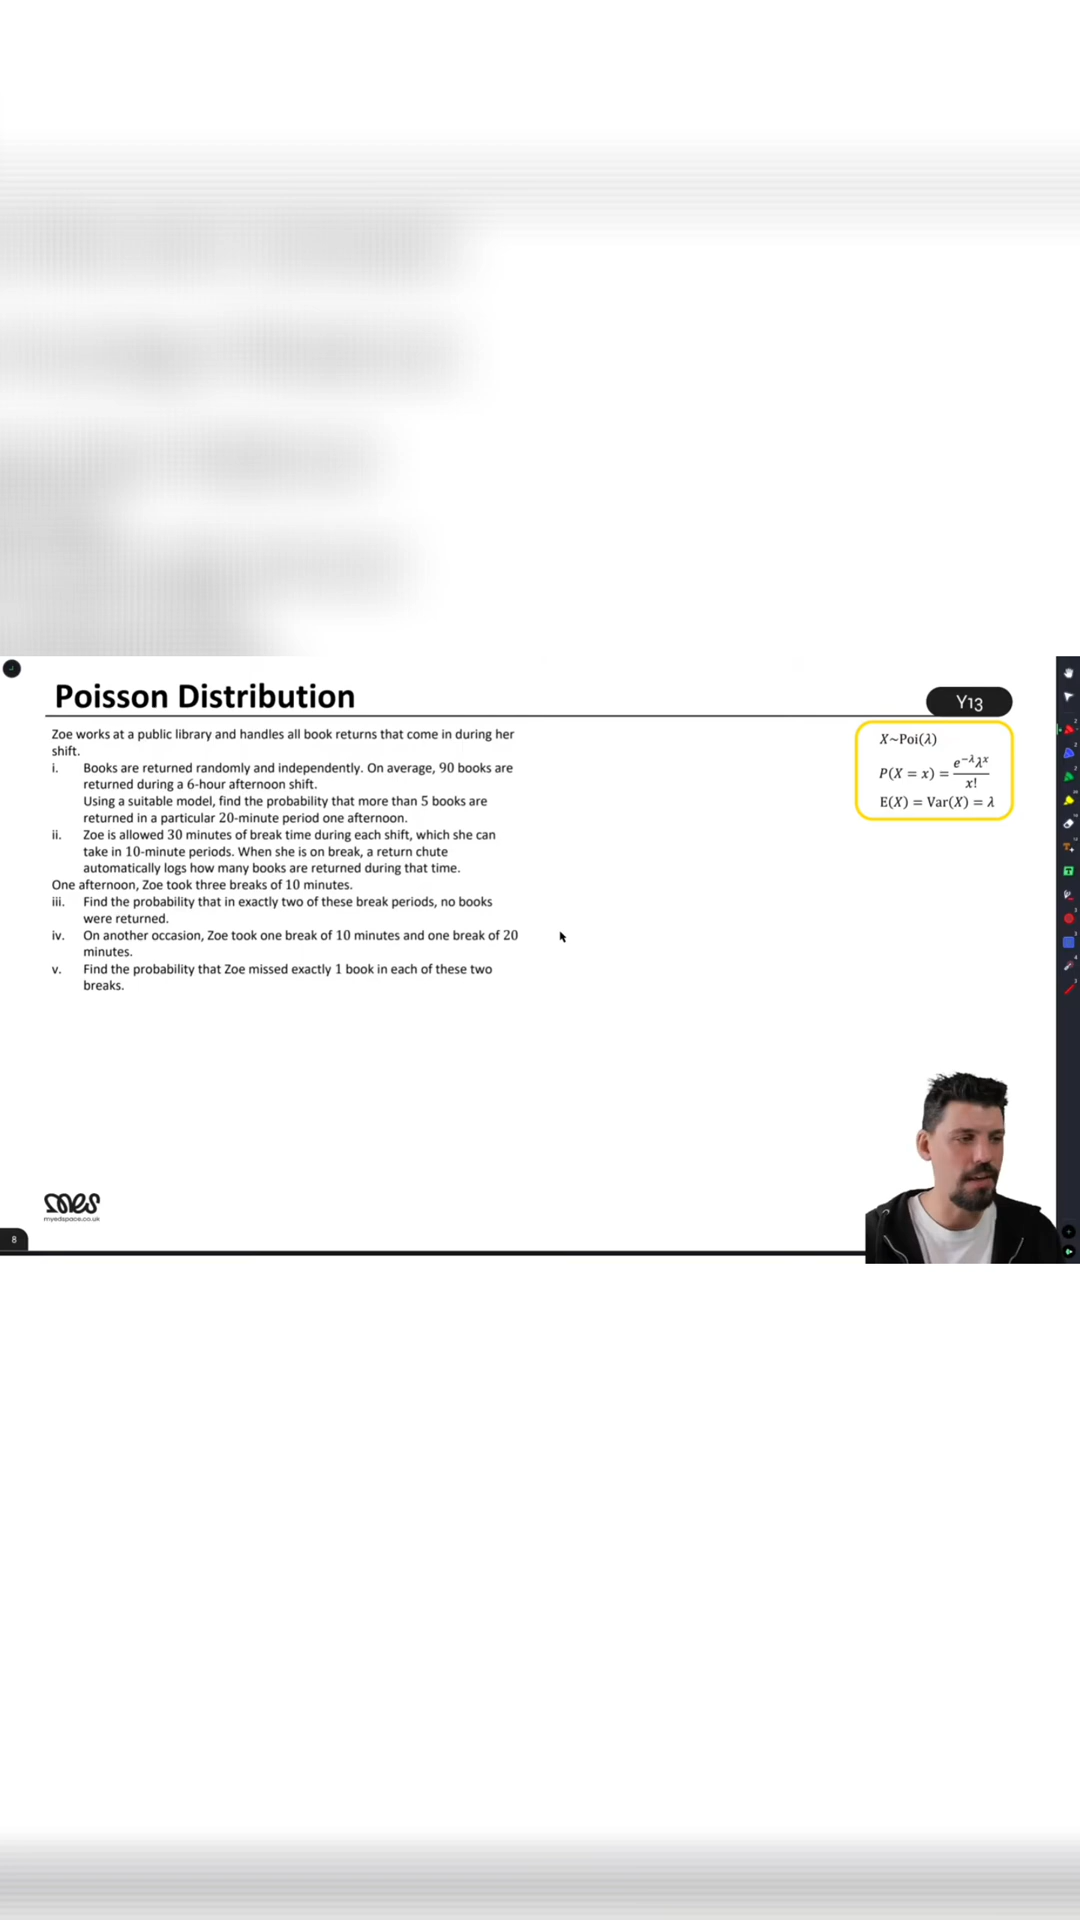 Poisson Distribution
Y13
Zoe works at a public library and handles all book returns that come in during her
shift.
i. Books are returned randomly and independently. On average, 90 books are
returned during a 6-hour afternoon shift.
Using a suitable model, find the probability that more than 5 books are
returned in a particular 20-minute period one afternoon.
ii. Zoe is allowed 30 minutes of break time during each shift, which she can
take in 10-minute periods. When she is on break, a return chute
automatically logs how many books are returned during that time.
One afternoon, Zoe took three breaks of 10 minutes.
iii. Find the probability that in exactly two of these break periods, no books
were returned.
iv. On another occasion, Zoe took one break of 10 minutes and one break of 20
minutes.
v. Find the probability that Zoe missed exactly 1 book in each of these two
breaks.
X~Poi(λ)
P(X = x) = e^{−λ}λ^x / x!
E(X) = Var(X) = λ
mes
myedspace.co.uk
8